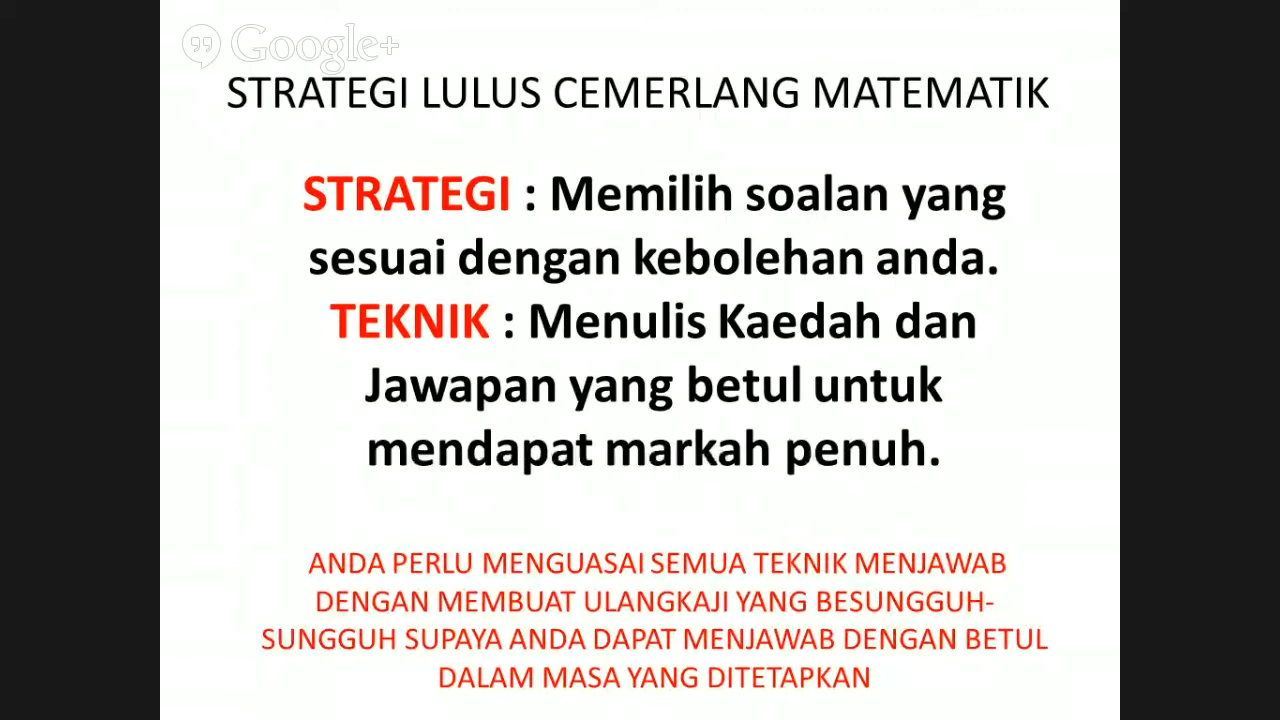 Google+
STRATEGI LULUS CEMERLANG MATEMATIK
STRATEGI : Memilih soalan yang
sesuai dengan kebolehan anda.
TEKNIK : Menulis Kaedah dan
Jawapan yang betul untuk
mendapat markah penuh.
ANDA PERLU MENGUASAI SEMUA TEKNIK MENJAWAB
DENGAN MEMBUAT ULANGKAJI YANG BESUNGGUH-
SUNGGUH SUPAYA ANDA DAPAT MENJAWAB DENGAN BETUL
DALAM MASA YANG DITETAPKAN